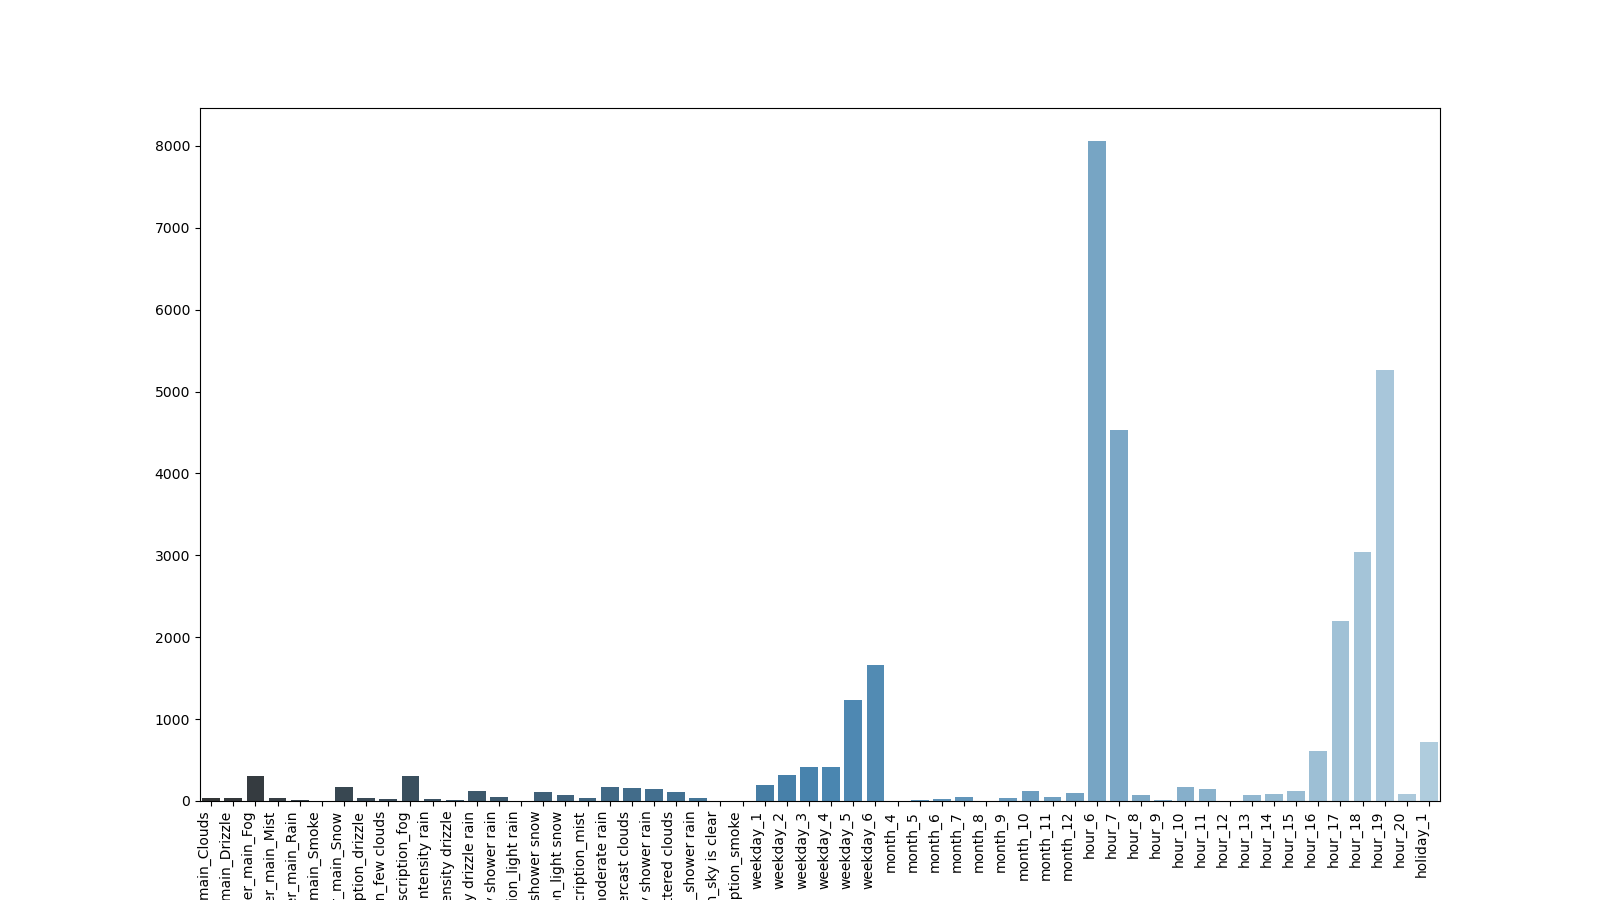 8000
7000
6000
5000
4000
3000
2000
1000
0
main_Clouds
main_Drizzle
er_main_Fog
er_main_Mist
er_main_Rain
main_Smoke
_main_Snow
ption_drizzle
n_few clouds
scription_fog
ntensity rain
ensity drizzle
y drizzle rain
y shower rain
ion_light rain
shower snow
on_light snow
cription_mist
noderate rain
ercast clouds
y shower rain
ttered clouds
_shower rain
n_sky is clear
ption_smoke
weekday_1
weekday_2
weekday_3
weekday_4
weekday_5
weekday_6
month_4
month_5
month_6
month_7
month_8
month_9
month_10
month_11
month_12
hour_6
hour_7
hour_8
hour_9
hour_10
hour_11
hour_12
hour_13
hour_14
hour_15
hour_16
hour_17
hour_18
hour_19
hour_20
holiday_1